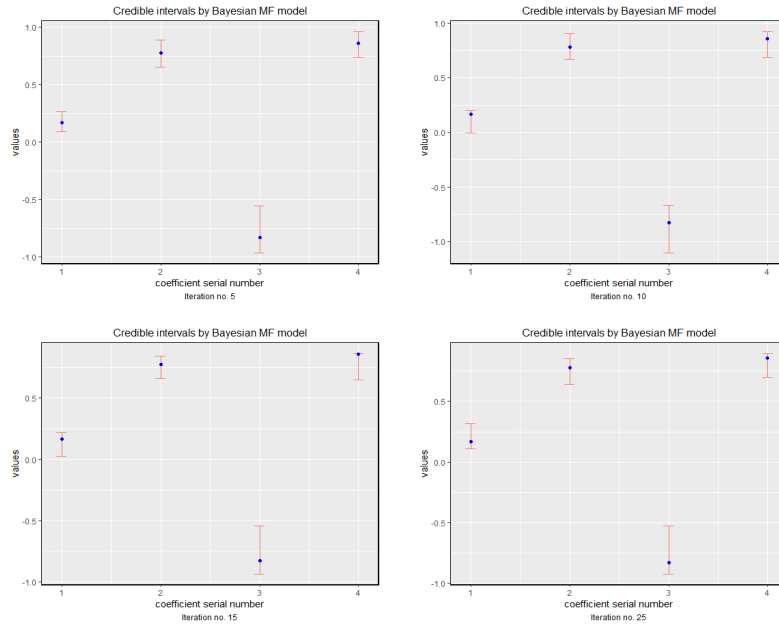 Credible intervals by Bayesian MF model
1.0
0.5
0.0
-0.5
-1.0
values
1 2 3 4
coefficient serial number
Iteration no. 5
Credible intervals by Bayesian MF model
1.0
0.5
0.0
-0.5
-1.0
values
1 2 3 4
coefficient serial number
Iteration no. 10
Credible intervals by Bayesian MF model
0.5
0.0
-0.5
-1.0
values
1 2 3 4
coefficient serial number
Iteration no. 15
Credible intervals by Bayesian MF model
0.5
0.0
-0.5
-1.0
values
1 2 3 4
coefficient serial number
Iteration no. 25